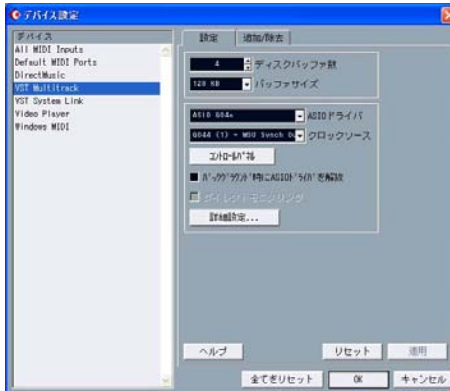 デバイス設定
デバイス
All MIDI Inputs
Default MIDI Ports
DirectMusic
VST Multitrack
VST System Link
Video Player
Windows MIDI
設定
追加/除去
4
ディスクバッファ数
128 KB
バッファサイズ
ASIO
ASIOドライバ
クロックソース
コントロールパネル
バックグラウンド時にASIOドライバを解放
ダイレクトモニタリング
詳細設定...
ヘルプ
リセット
適用
全てをリセット
OK
キャンセル